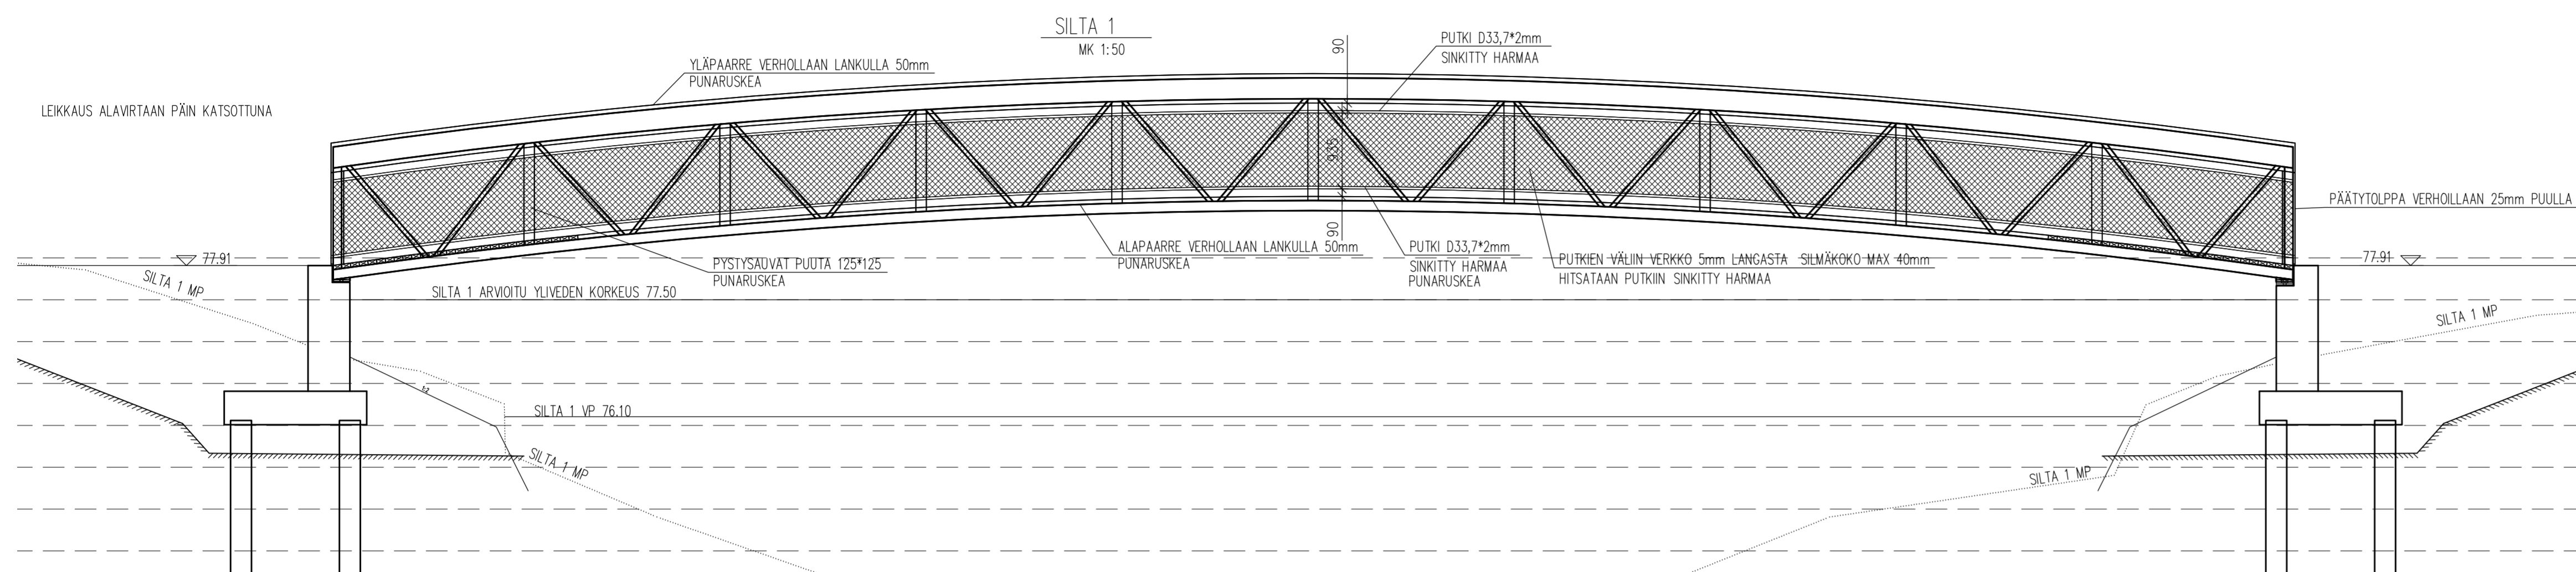 SILTA 1
MK 1:50
90
PUTKI D33,7*2mm
SINKITTY HARMAA
YLÄPAARRE VERHOLLAAN LANKULLA 50mm
PUNARUSKEA
LEIKKAUS ALAVIRTAAN PÄIN KATSOTTUNA
935
PÄÄTYTOLPPA VERHOILLAAN 25mm PUULLA
90
ALAPAARRE VERHOLLAAN LANKULLA 50mm
PUNARUSKEA
PUTKI D33,7*2mm
SINKITTY HARMAA
PUNARUSKEA
PUTKIEN VÄLIIN VERKKO 5mm LANGASTA SILMÄKOKO MAX 40mm
HITSATAAN PUTKIIN SINKITTY HARMAA
77.91
77.91
PYSTYSAUVAT PUUTA 125*125
PUNARUSKEA
SILTA 1 MP
SILTA 1 ARVIOITU YLIVEDEN KORKEUS 77.50
SILTA 1 MP
SILTA 1 VP 76.10
SILTA 1 MP
SILTA 1 MP